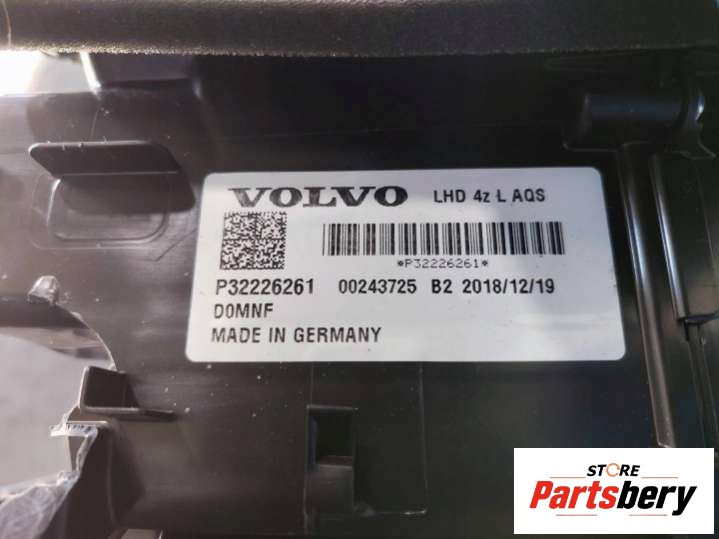 VOLVO LHD 4z L AQS
*P32226261*
P32226261 00243725 B2 2018/12/19
D0MNF
MADE IN GERMANY
STORE
Partsbery